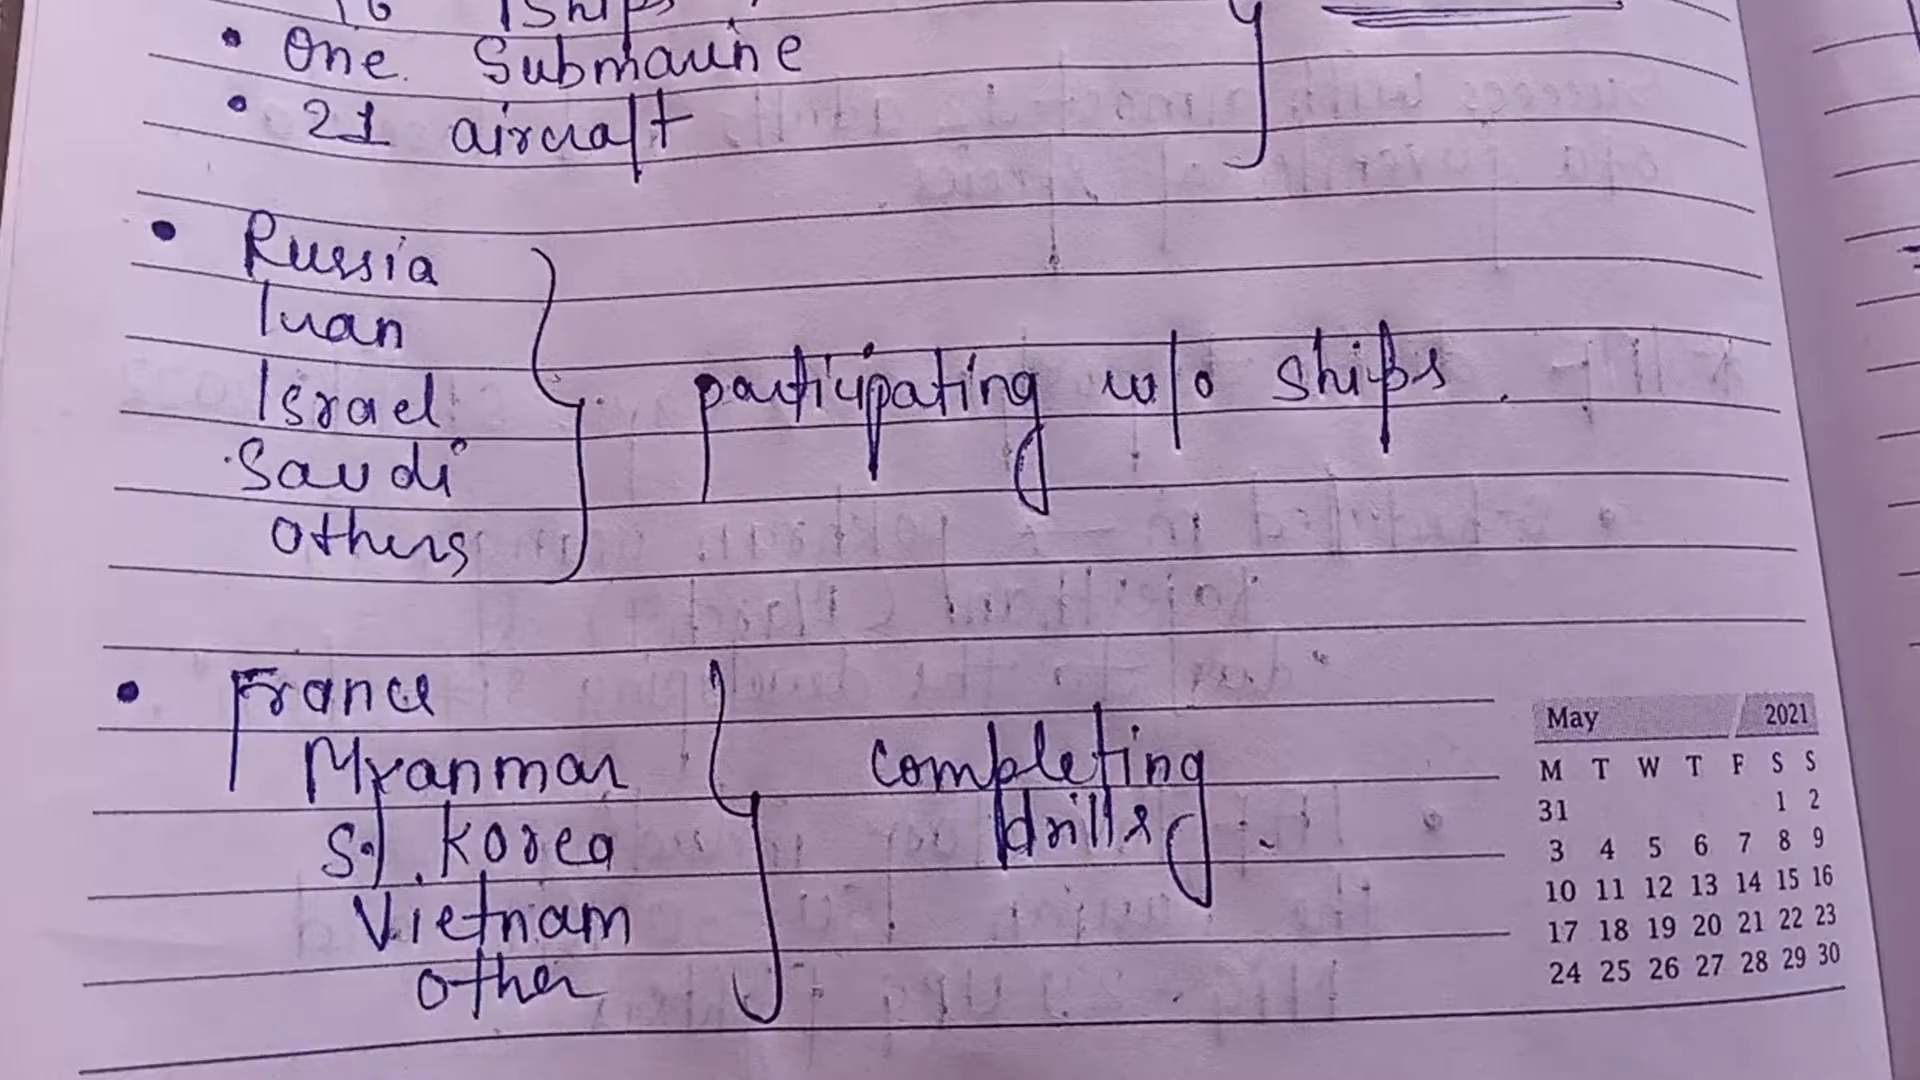 16 ships
• One. Submarine
• 21 aircraft
• Russia
Iran
Israel
Saudi
others
participating w/o ships.
• France
Myanmar
S. Korea
Vietnam
other
completing
drills.
May 2021
M T W T F S S
31 1 2
3 4 5 6 7 8 9
10 11 12 13 14 15 16
17 18 19 20 21 22 23
24 25 26 27 28 29 30